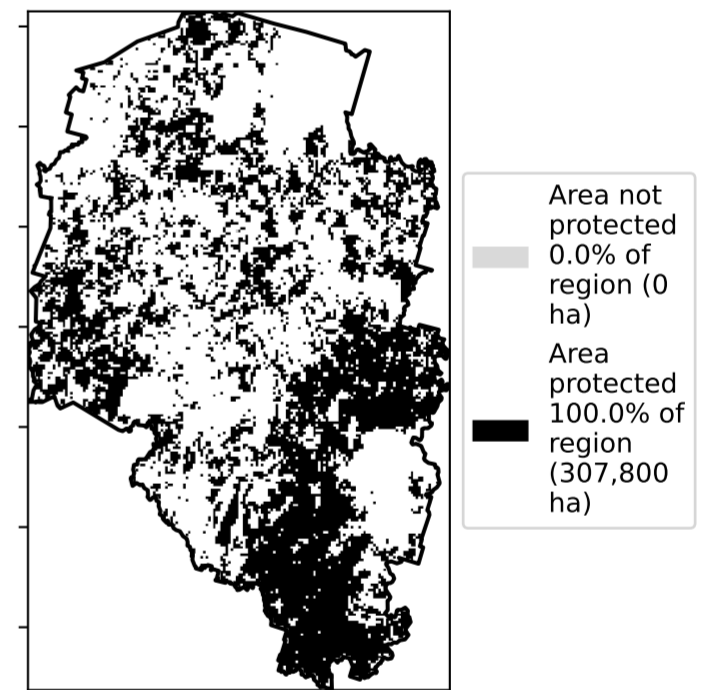 Area not
protected
0.0% of
region (0
ha)
Area
protected
100.0% of
region
(307,800
ha)